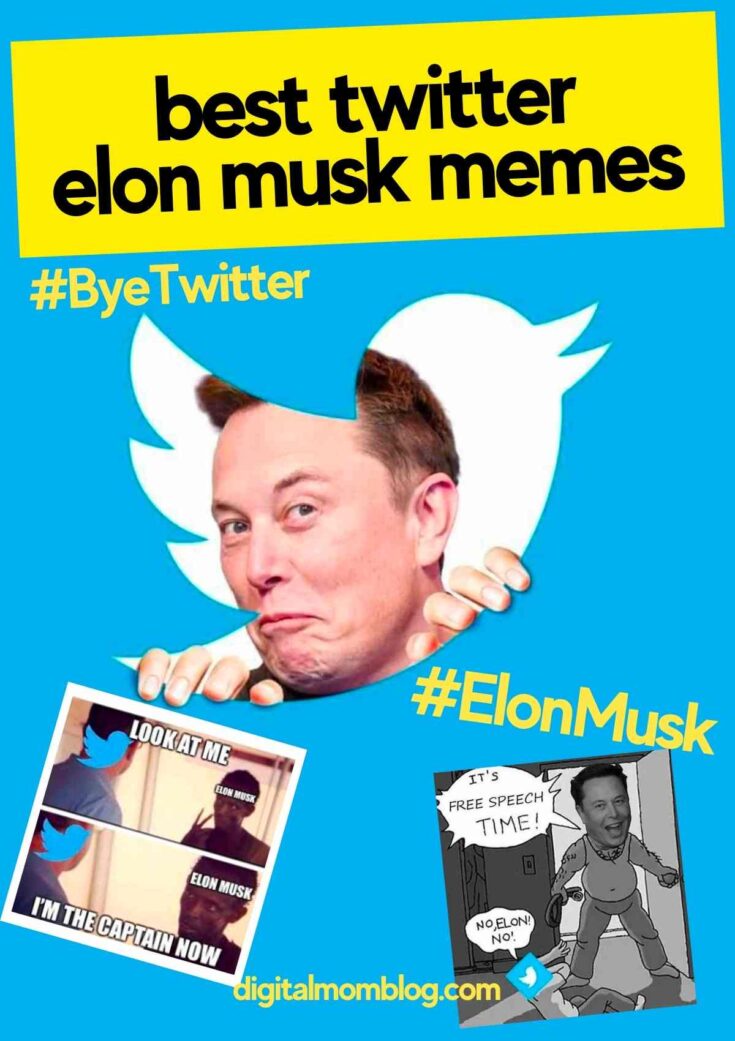 best twitter
elon musk memes
#ByeTwitter
#ElonMusk
LOOK AT ME
ELON MUSK
ELON MUSK
I'M THE CAPTAIN NOW
IT'S
FREE SPEECH
TIME!
NO, ELON!
NO!
digitalmomblog.com